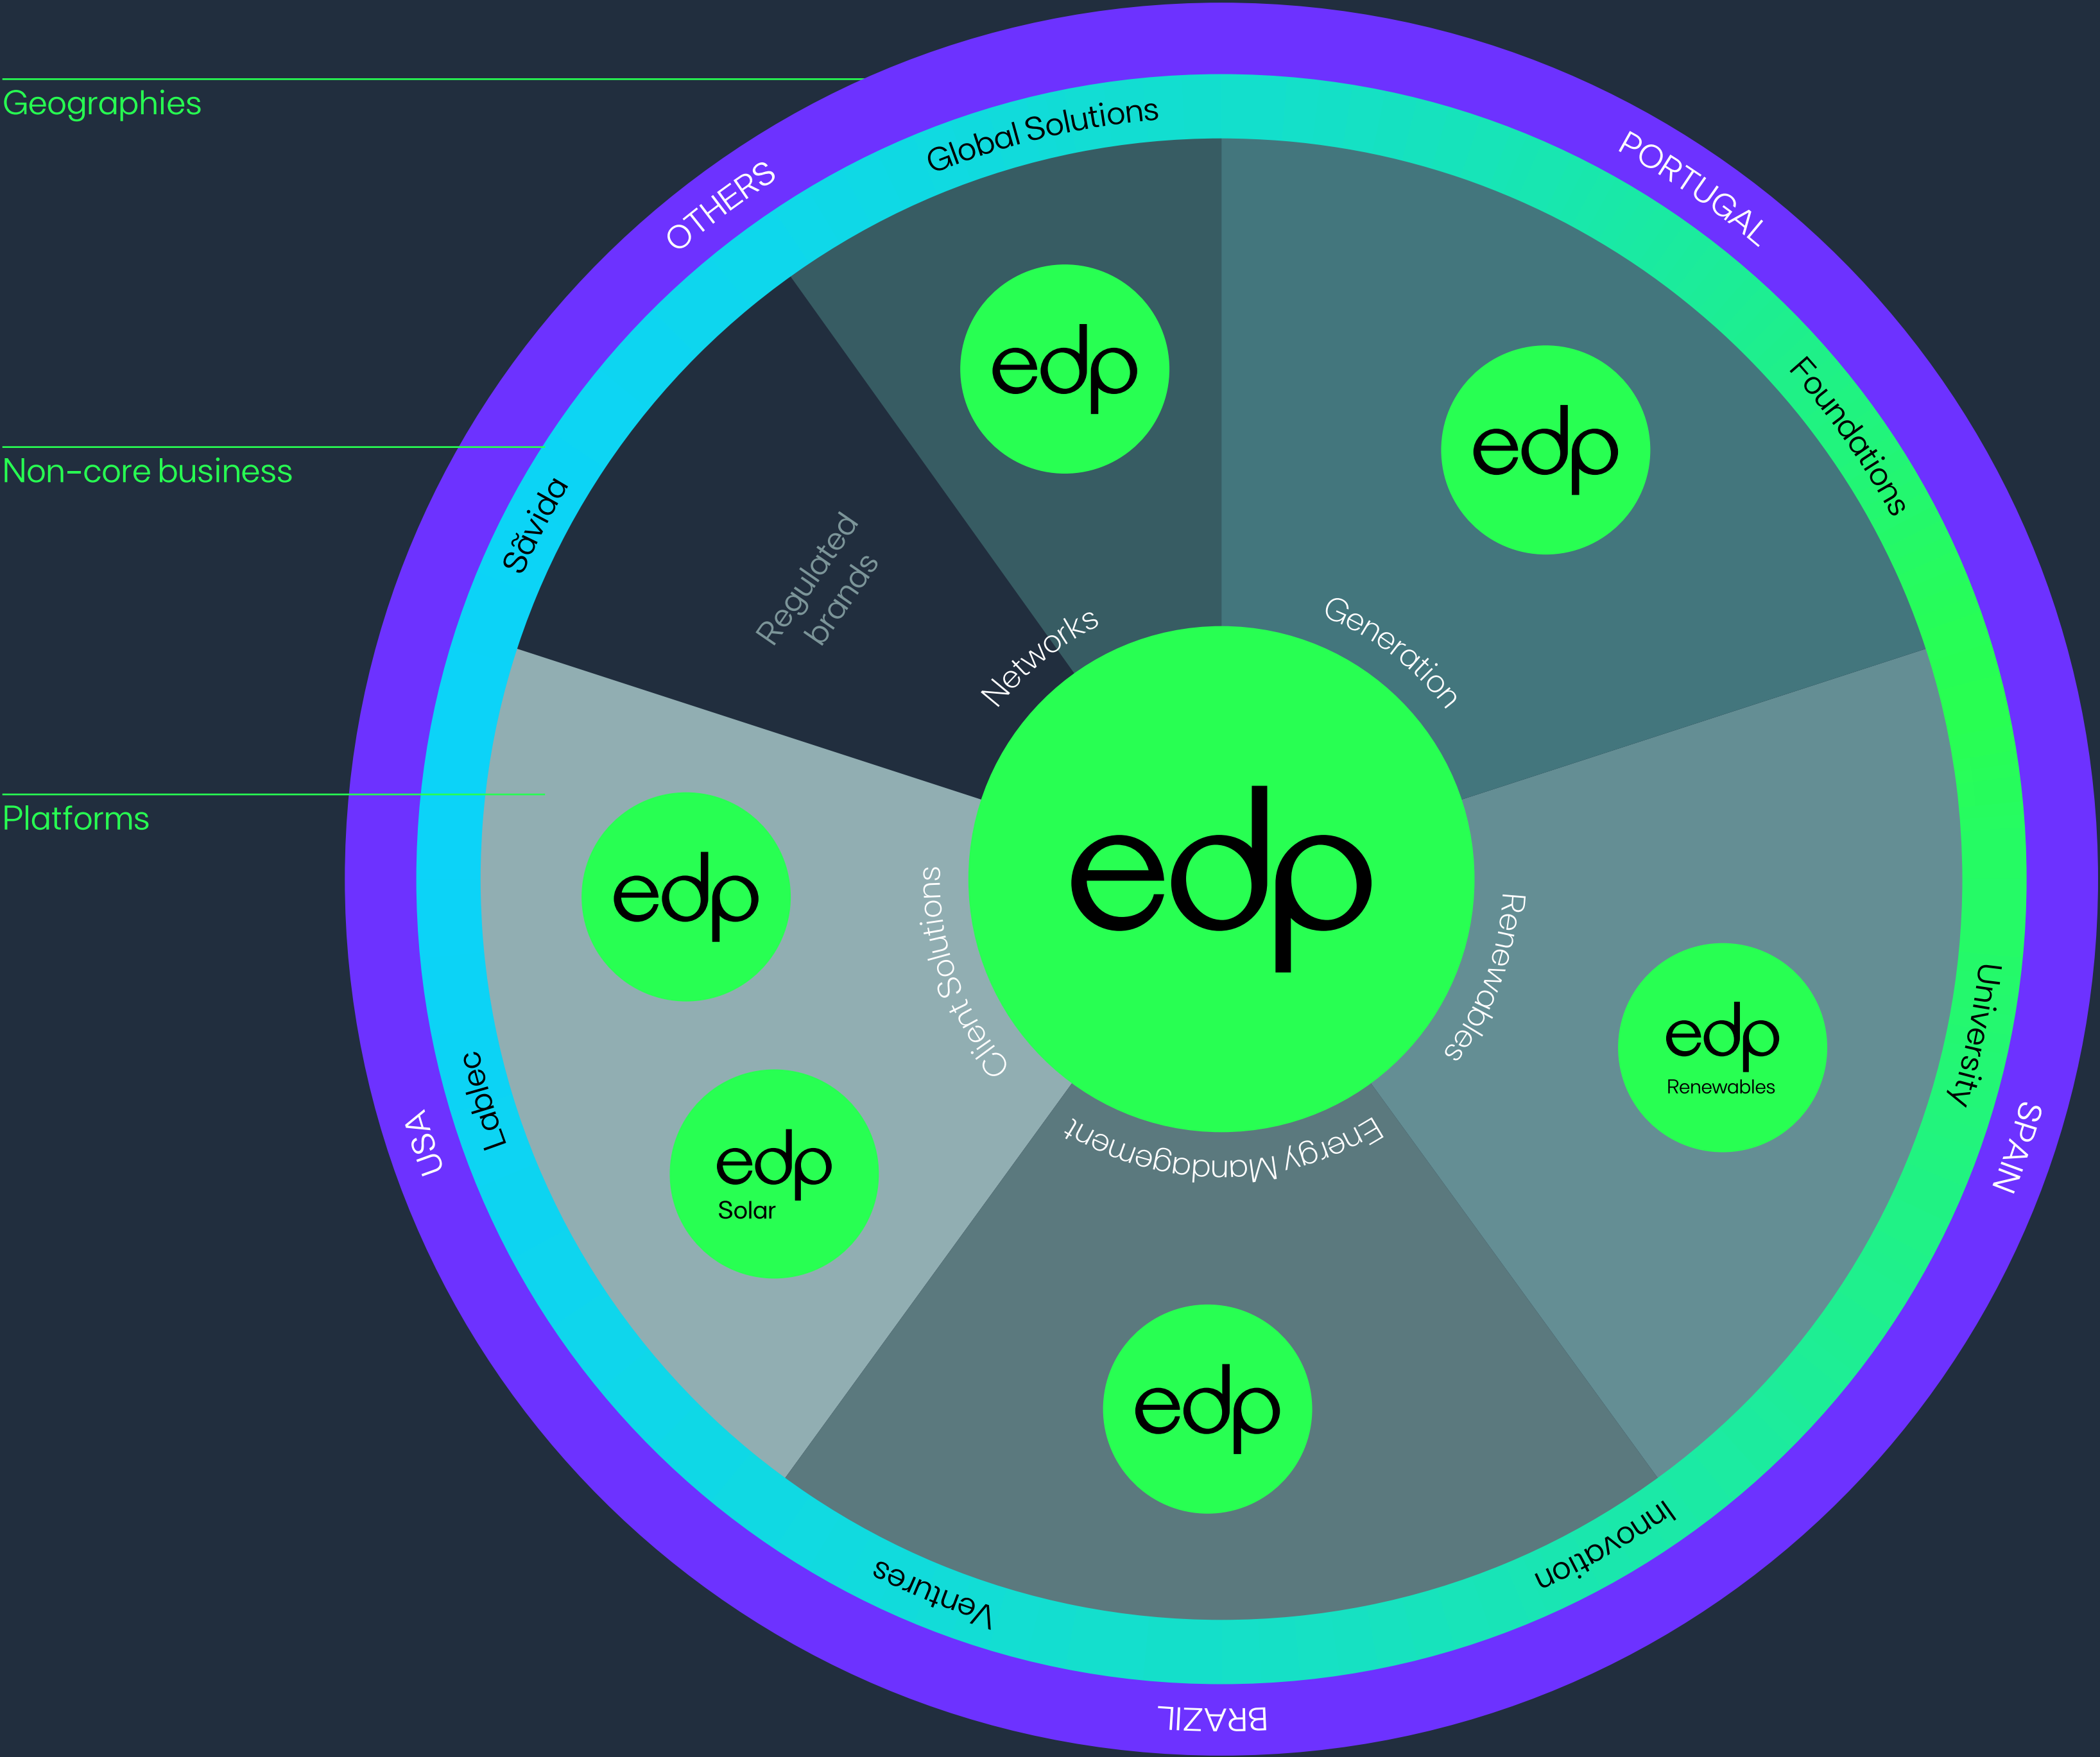 Geographies
Non-core business
Platforms
OTHERS
PORTUGAL
SPAIN
BRAZIL
USA
Global Solutions
Foundations
University
Innovation
Ventures
Labelec
Sãvida
Networks
Generation
Renewables
Energy Management
Client Solutions
Regulated
brands
edp
edp
edp
edp
Renewables
edp
edp
Solar
edp